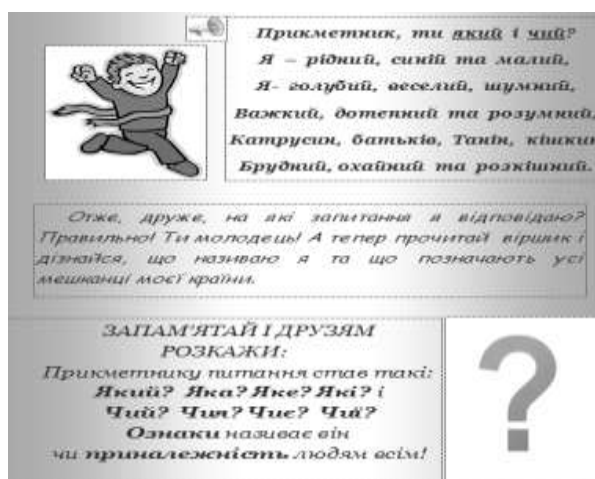 Прикметник, ти який і чий?
Я – рідний, синій та малий,
Я- голубий, веселий, шумний,
Важкий, дотепний та розумний,
Катрусин, батьків, Танін, кішкин
Брудний, охайний та розкішний.
Отже, друже, на які запитання я відповідаю?
Правильно! Ти молодець! А тепер прочитай віршик і
дізнайся, що називаю я та що позначають усі
мешканці моєї країни.
ЗАПАМ'ЯТАЙ І ДРУЗЯМ
РОЗКАЖИ:
Прикметнику питання став такі:
Який? Яка? Яке? Які? і
Чий? Чия? Чиє? Чиї?
Ознаки називає він
чи приналежність людям всім!
?